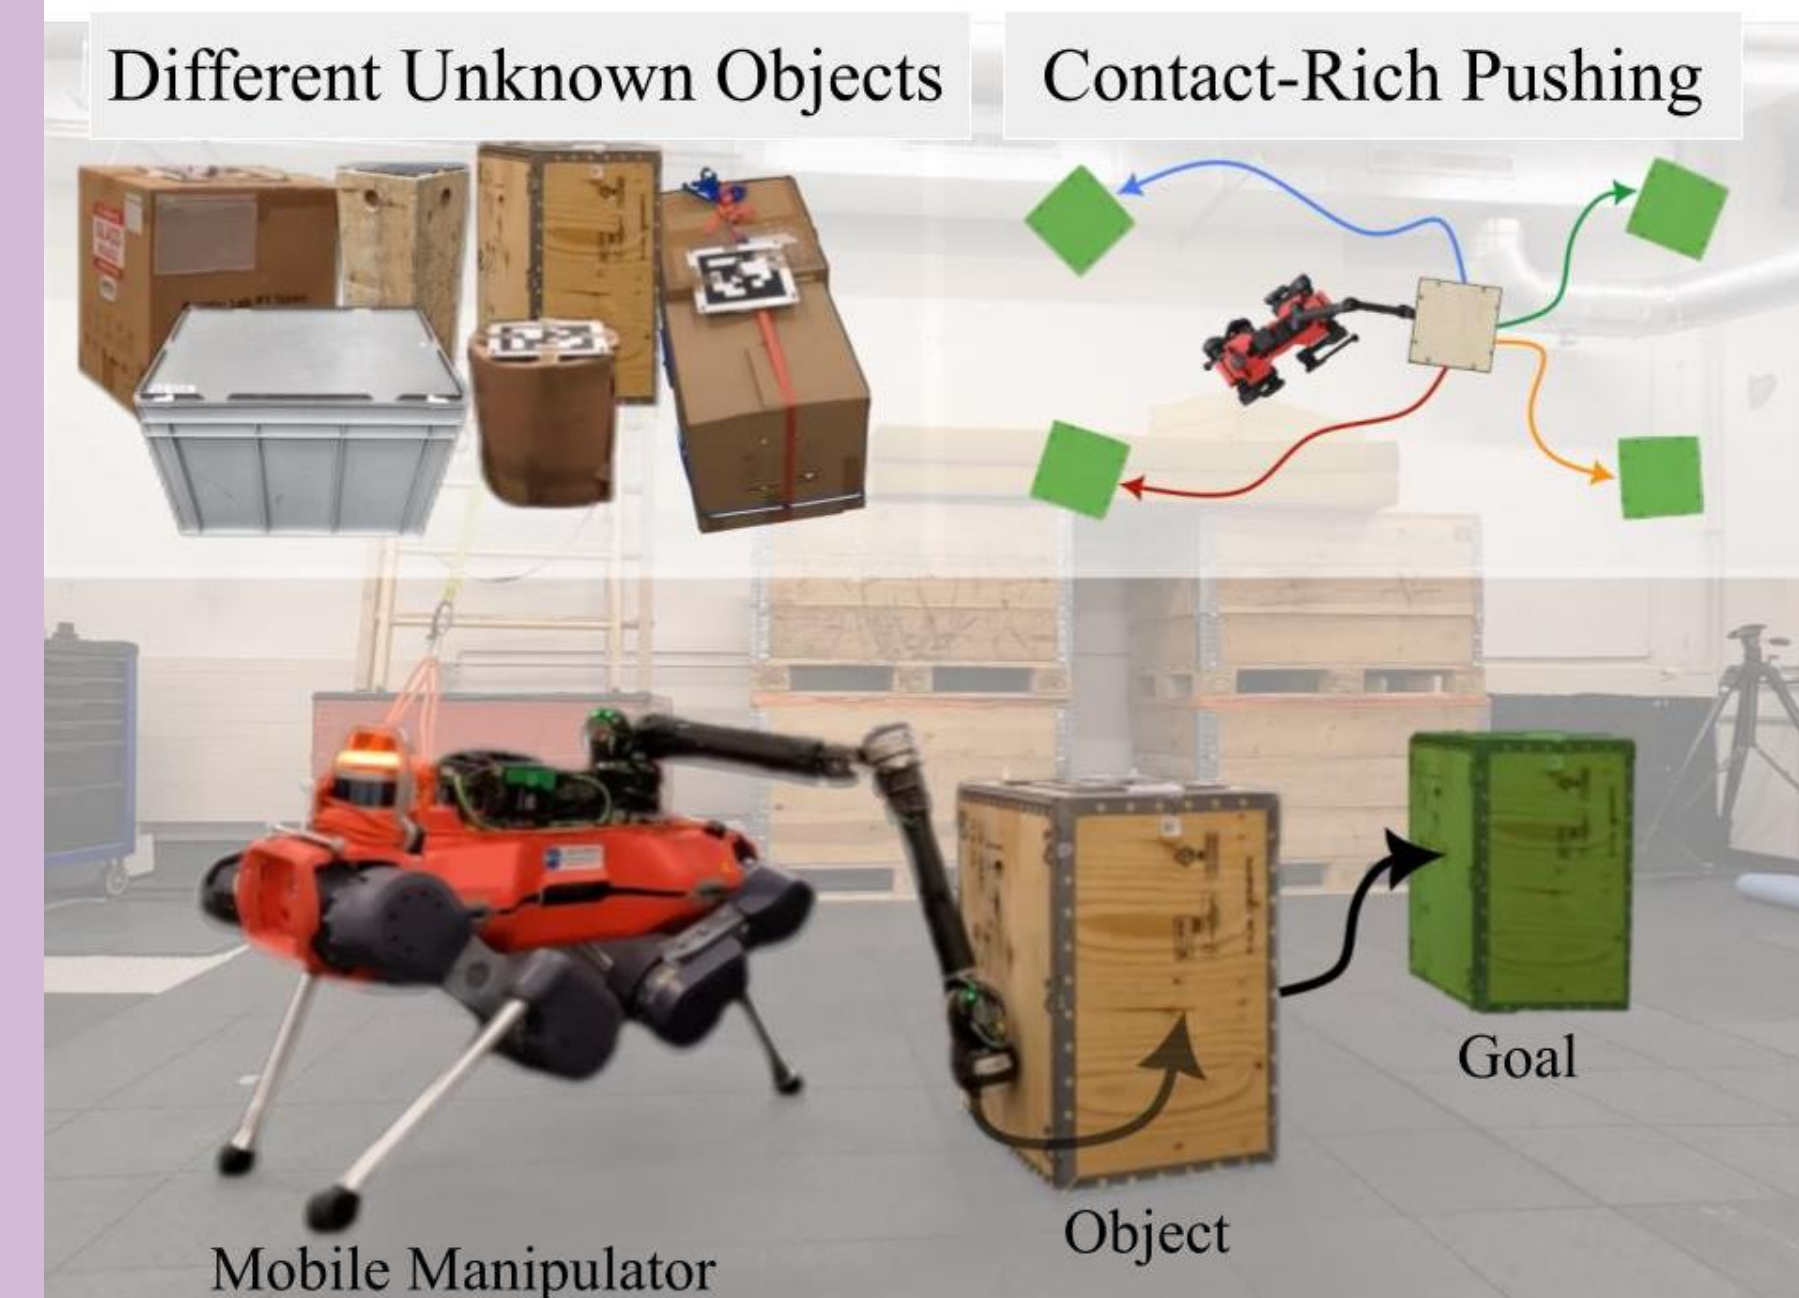 Different Unknown Objects
Contact-Rich Pushing
Goal
Object
Mobile Manipulator